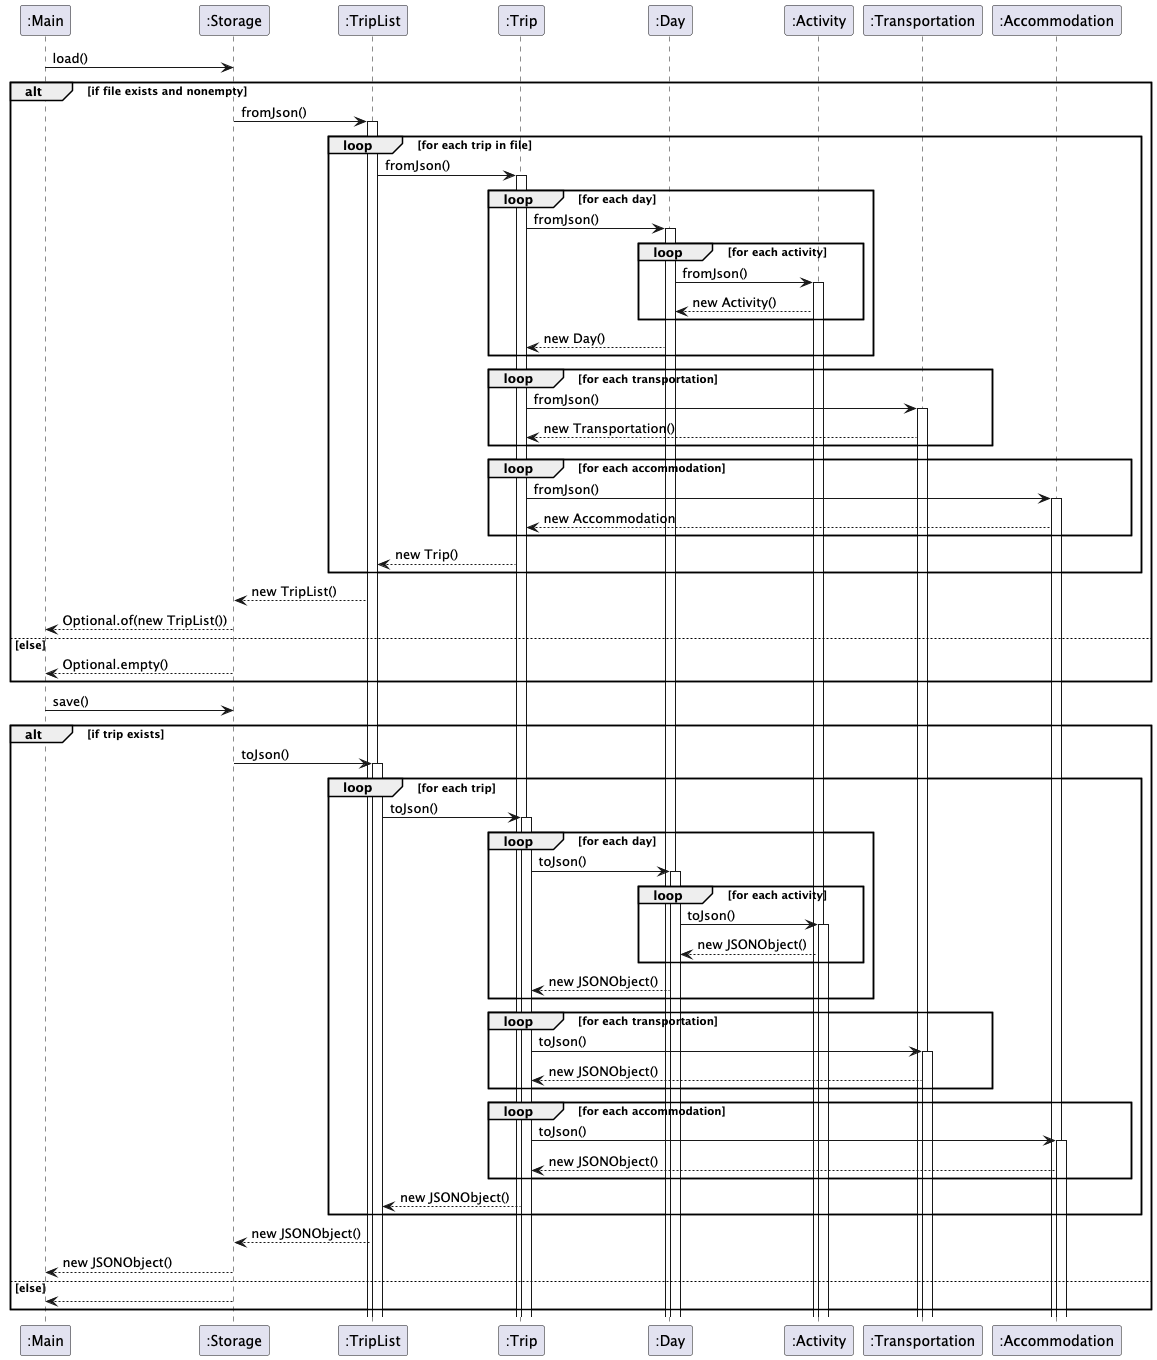 :Main :Storage :TripList :Trip :Day :Activity :Transportation :Accommodation
load()
alt [if file exists and nonempty]
fromJson()
loop [for each trip in file]
fromJson()
loop [for each day]
fromJson()
loop [for each activity]
fromJson()
new Activity()
new Day()
loop [for each transportation]
fromJson()
new Transportation()
loop [for each accommodation]
fromJson()
new Accommodation
new Trip()
new TripList()
Optional.of(new TripList())
[else]
Optional.empty()
save()
alt [if trip exists]
toJson()
loop [for each trip]
toJson()
loop [for each day]
toJson()
loop [for each activity]
toJson()
new JSONObject()
new JSONObject()
loop [for each transportation]
toJson()
new JSONObject()
loop [for each accommodation]
toJson()
new JSONObject()
new JSONObject()
new JSONObject()
new JSONObject()
[else]
:Main :Storage :TripList :Trip :Day :Activity :Transportation :Accommodation